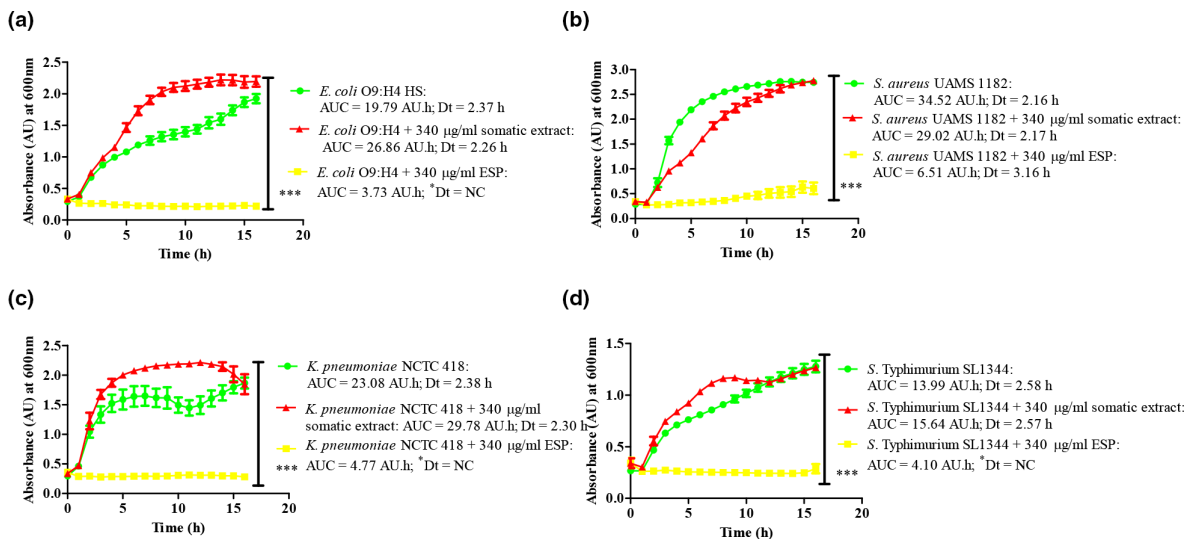 (a)
Absorbance (AU) at 600nm
2.5
2.0
1.5
1.0
0.5
0.0
0 5 10 15 20
Time (h)
E. coli O9:H4 HS:
AUC = 19.79 AU.h; Dt = 2.37 h
E. coli O9:H4 + 340 µg/ml somatic extract:
AUC = 26.86 AU.h; Dt = 2.26 h
E. coli O9:H4 + 340 µg/ml ESP:
AUC = 3.73 AU.h; *Dt = NC
***
(b)
Absorbance (AU) at 600nm
3.0
2.5
2.0
1.5
1.0
0.5
0.0
0 5 10 15 20
Time (h)
S. aureus UAMS 1182:
AUC = 34.52 AU.h; Dt = 2.16 h
S. aureus UAMS 1182 + 340 µg/ml somatic extract:
AUC = 29.02 AU.h; Dt = 2.17 h
S. aureus UAMS 1182 + 340 µg/ml ESP:
AUC = 6.51 AU.h; Dt = 3.16 h
***
(c)
Absorbance (AU) at 600nm
2.5
2.0
1.5
1.0
0.5
0.0
0 5 10 15 20
Time (h)
K. pneumoniae NCTC 418:
AUC = 23.08 AU.h; Dt = 2.38 h
K. pneumoniae NCTC 418 + 340 µg/ml
somatic extract: AUC = 29.78 AU.h; Dt = 2.30 h
K. pneumoniae NCTC 418 + 340 µg/ml ESP:
AUC = 4.77 AU.h; *Dt = NC
***
(d)
Absorbance (AU) at 600nm
1.5
1.0
0.5
0.0
0 5 10 15 20
Time (h)
S. Typhimurium SL1344:
AUC = 13.99 AU.h; Dt = 2.58 h
S. Typhimurium SL1344 + 340 µg/ml somatic extract:
AUC = 15.64 AU.h; Dt = 2.57 h
S. Typhimurium SL1344 + 340 µg/ml ESP:
AUC = 4.10 AU.h; *Dt = NC
***